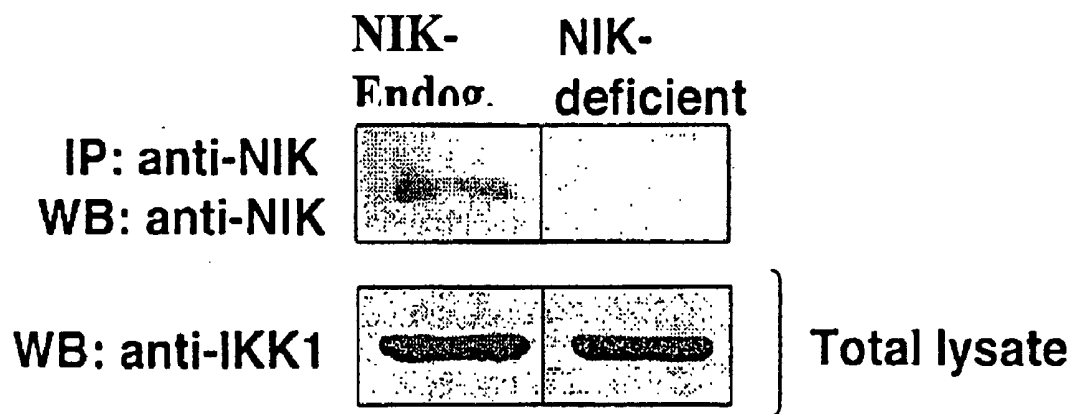 NIK-
Endog.
NIK-
deficient
IP: anti-NIK
WB: anti-NIK
WB: anti-IKK1
Total lysate